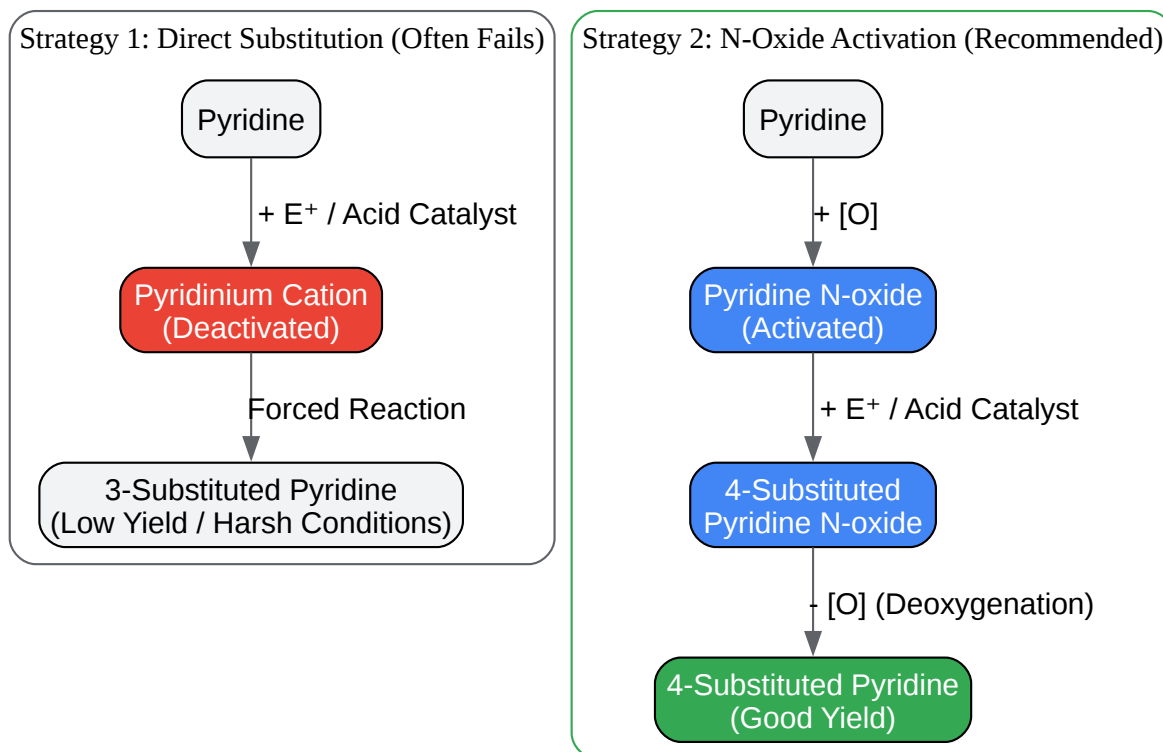 Strategy 1: Direct Substitution (Often Fails)
Pyridine
+ E⁺ / Acid Catalyst
Pyridinium Cation
(Deactivated)
Forced Reaction
3-Substituted Pyridine
(Low Yield / Harsh Conditions)
Strategy 2: N-Oxide Activation (Recommended)
Pyridine
+ [O]
Pyridine N-oxide
(Activated)
+ E⁺ / Acid Catalyst
4-Substituted
Pyridine N-oxide
- [O] (Deoxygenation)
4-Substituted Pyridine
(Good Yield)